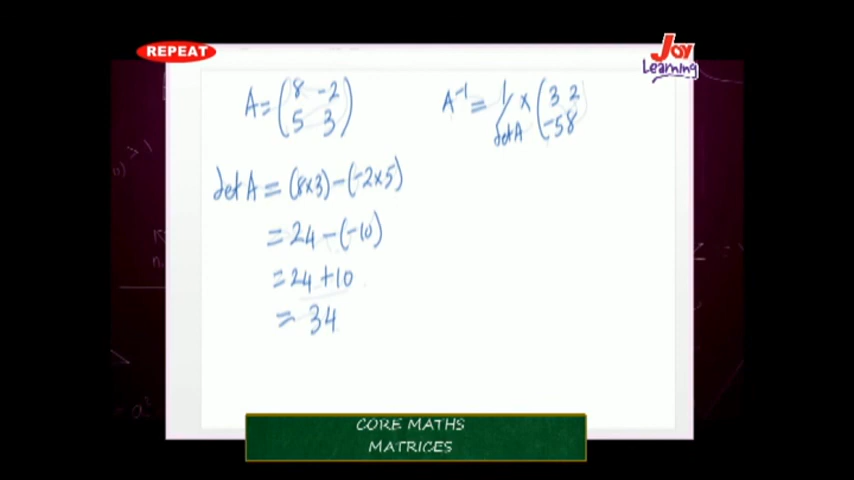 REPEAT
Joy
Learning
A = (8 -2
5 3)
A⁻¹ = 1/det A × (3 2
-5 8)
det A = (8×3) - (-2×5)
= 24 - (-10)
= 24 + 10
= 34
CORE MATHS
MATRICES